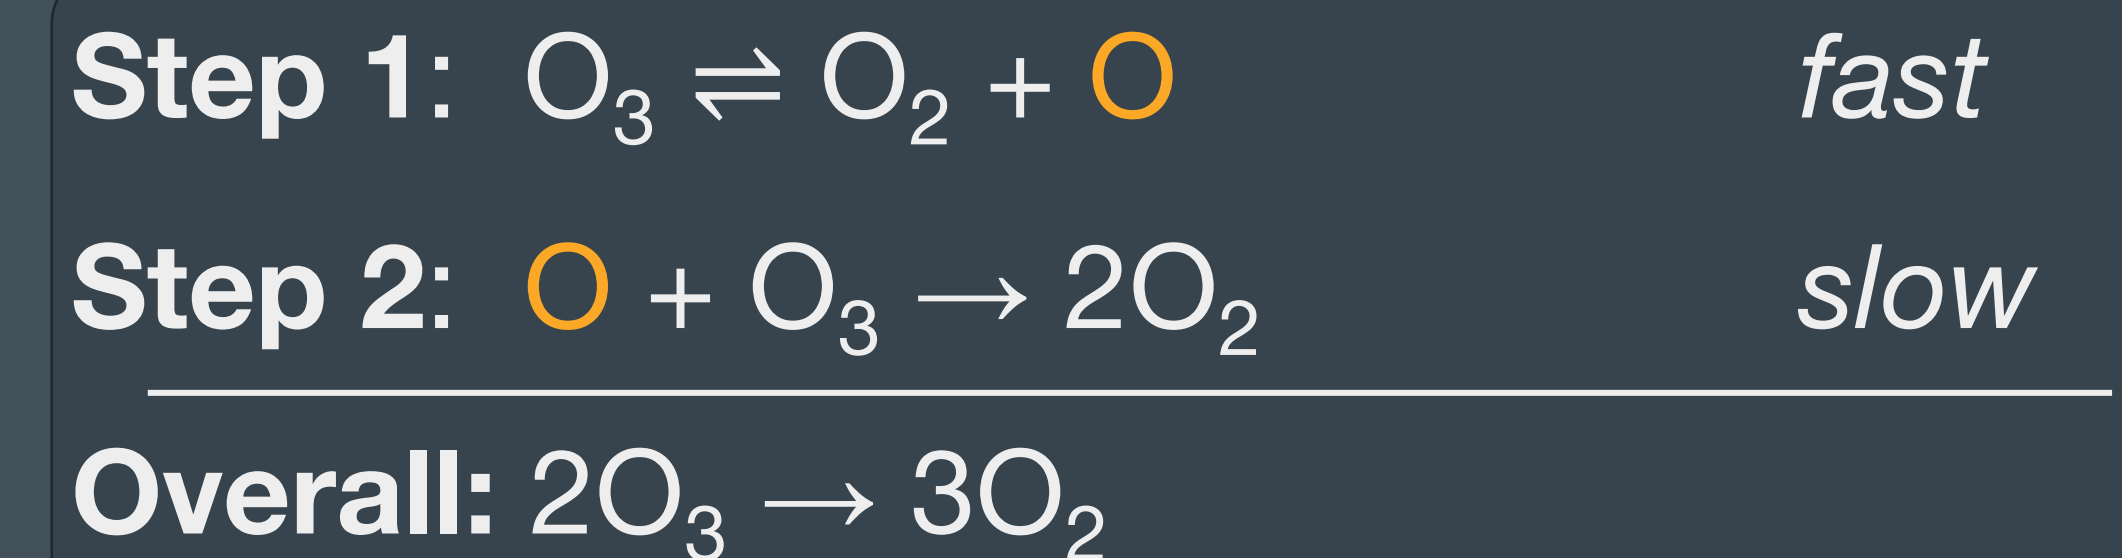 Step 1: O₃ ⇌ O₂ + O fast
Step 2: O + O₃ → 2O₂ slow
Overall: 2O₃ → 3O₂